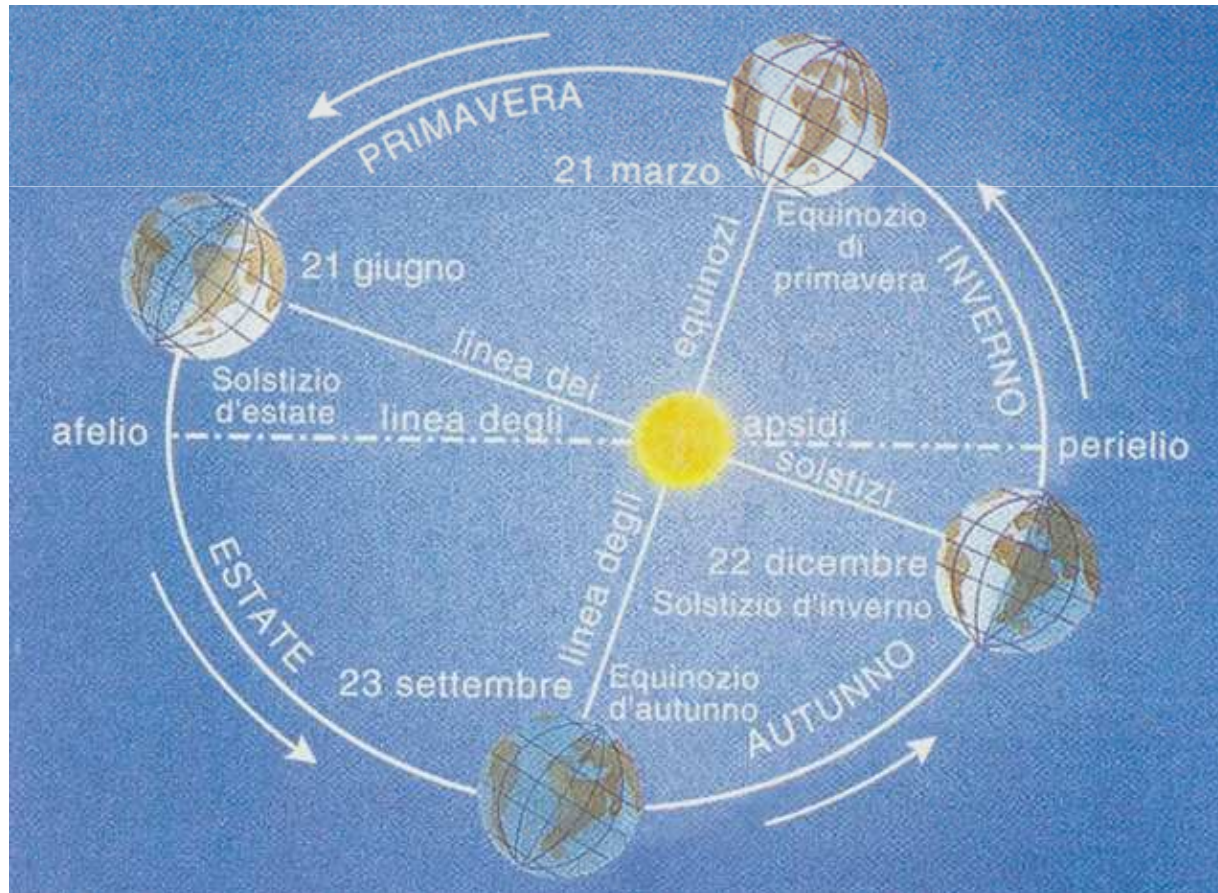 PRIMAVERA
21 marzo
Equinozio
di
primavera
INVERNO
equinozi
21 giugno
linea dei
Solstizio
d'estate
linea degli
apsidi
afelio
perielio
solstizi
ESTATE
linea degli
22 dicembre
Solstizio d'inverno
23 settembre
Equinozio
d'autunno
AUTUNNO